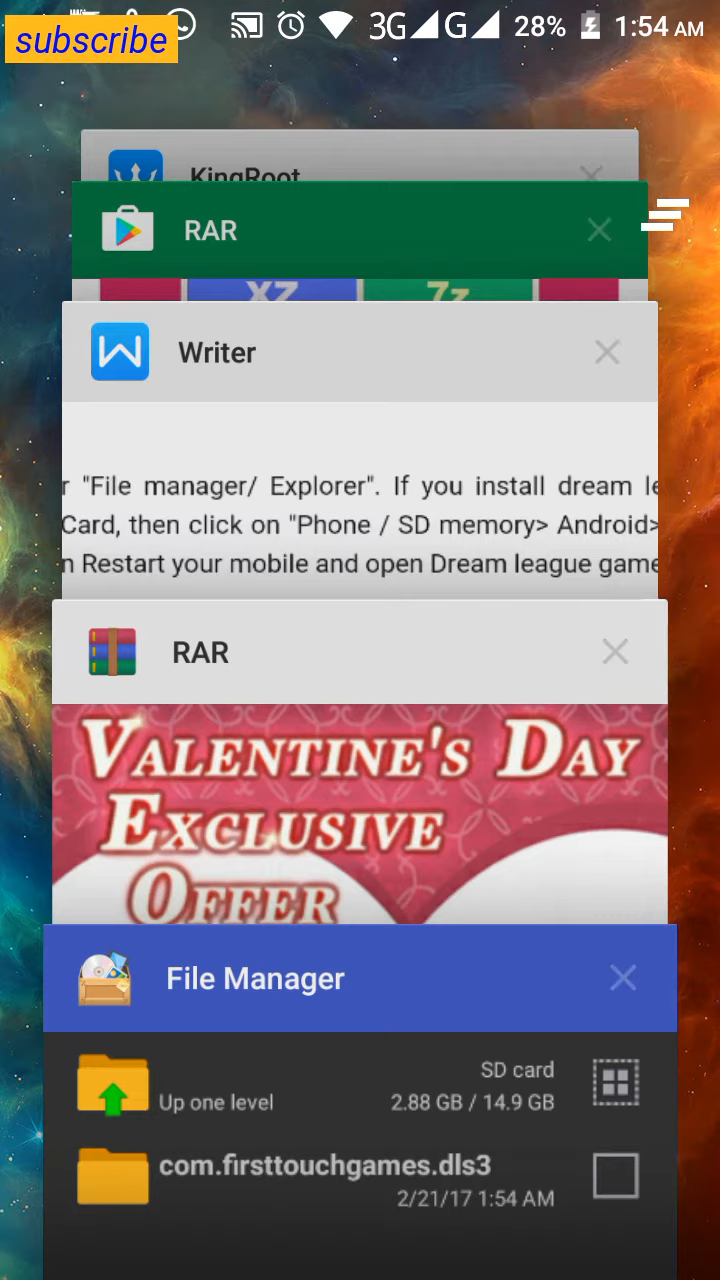 subscribe
3G G 28% 1:54 AM
KingRoot
RAR
XZ 7z
Writer
r "File manager/ Explorer". If you install dream le
Card, then click on "Phone / SD memory> Android>
n Restart your mobile and open Dream league game
RAR
VALENTINE'S DAY
EXCLUSIVE
OFFER
File Manager
SD card
Up one level 2.88 GB / 14.9 GB
com.firsttouchgames.dls3
2/21/17 1:54 AM